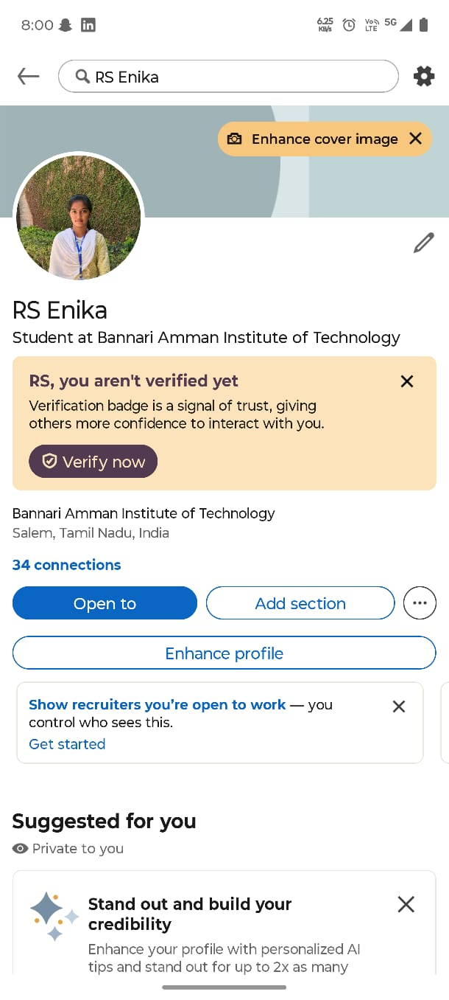 8:00 in 6.25 KB/s Vo LTE 5G
RS Enika
Enhance cover image
RS Enika
Student at Bannari Amman Institute of Technology
RS, you aren't verified yet
Verification badge is a signal of trust, giving
others more confidence to interact with you.
Verify now
Bannari Amman Institute of Technology
Salem, Tamil Nadu, India
34 connections
Open to
Add section
Enhance profile
Show recruiters you’re open to work — you
control who sees this.
Get started
Suggested for you
Private to you
Stand out and build your
credibility
Enhance your profile with personalized AI
tips and stand out for up to 2x as many